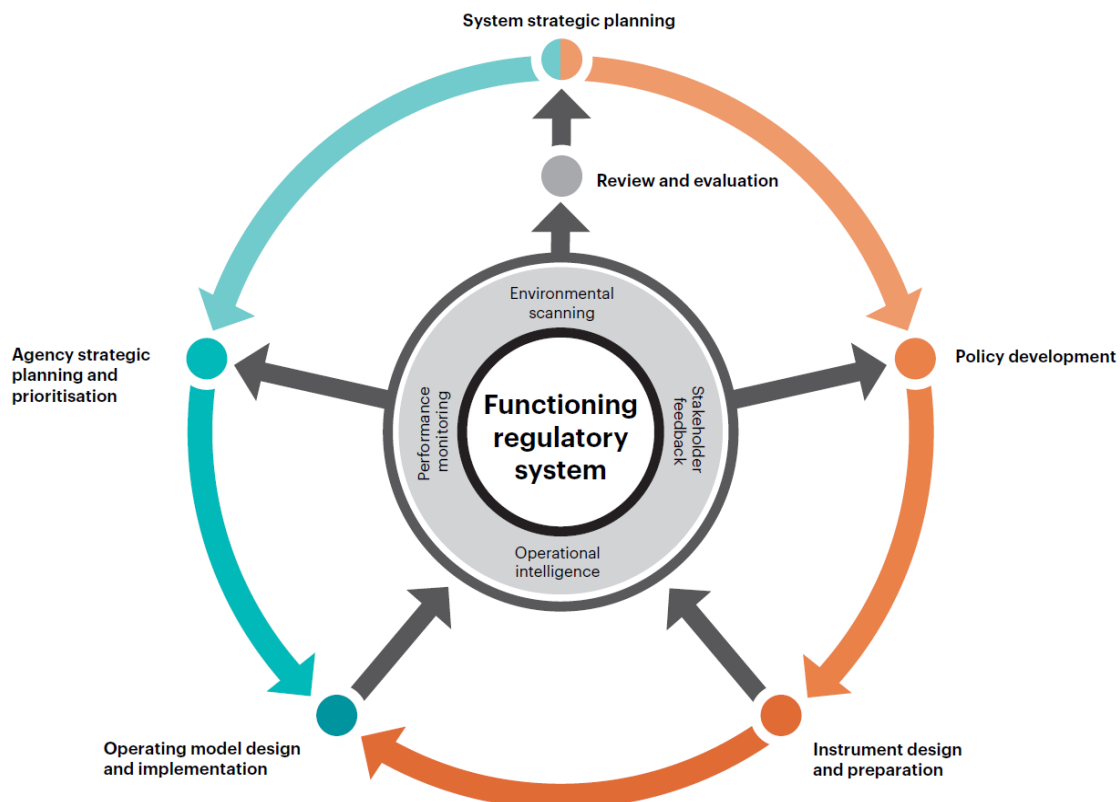 System strategic planning
Review and evaluation
Environmental
scanning
Agency strategic
planning and
prioritisation
Policy development
Performance
monitoring
Functioning
regulatory
system
Stakeholder
feedback
Operational
intelligence
Operating model design
and implementation
Instrument design
and preparation